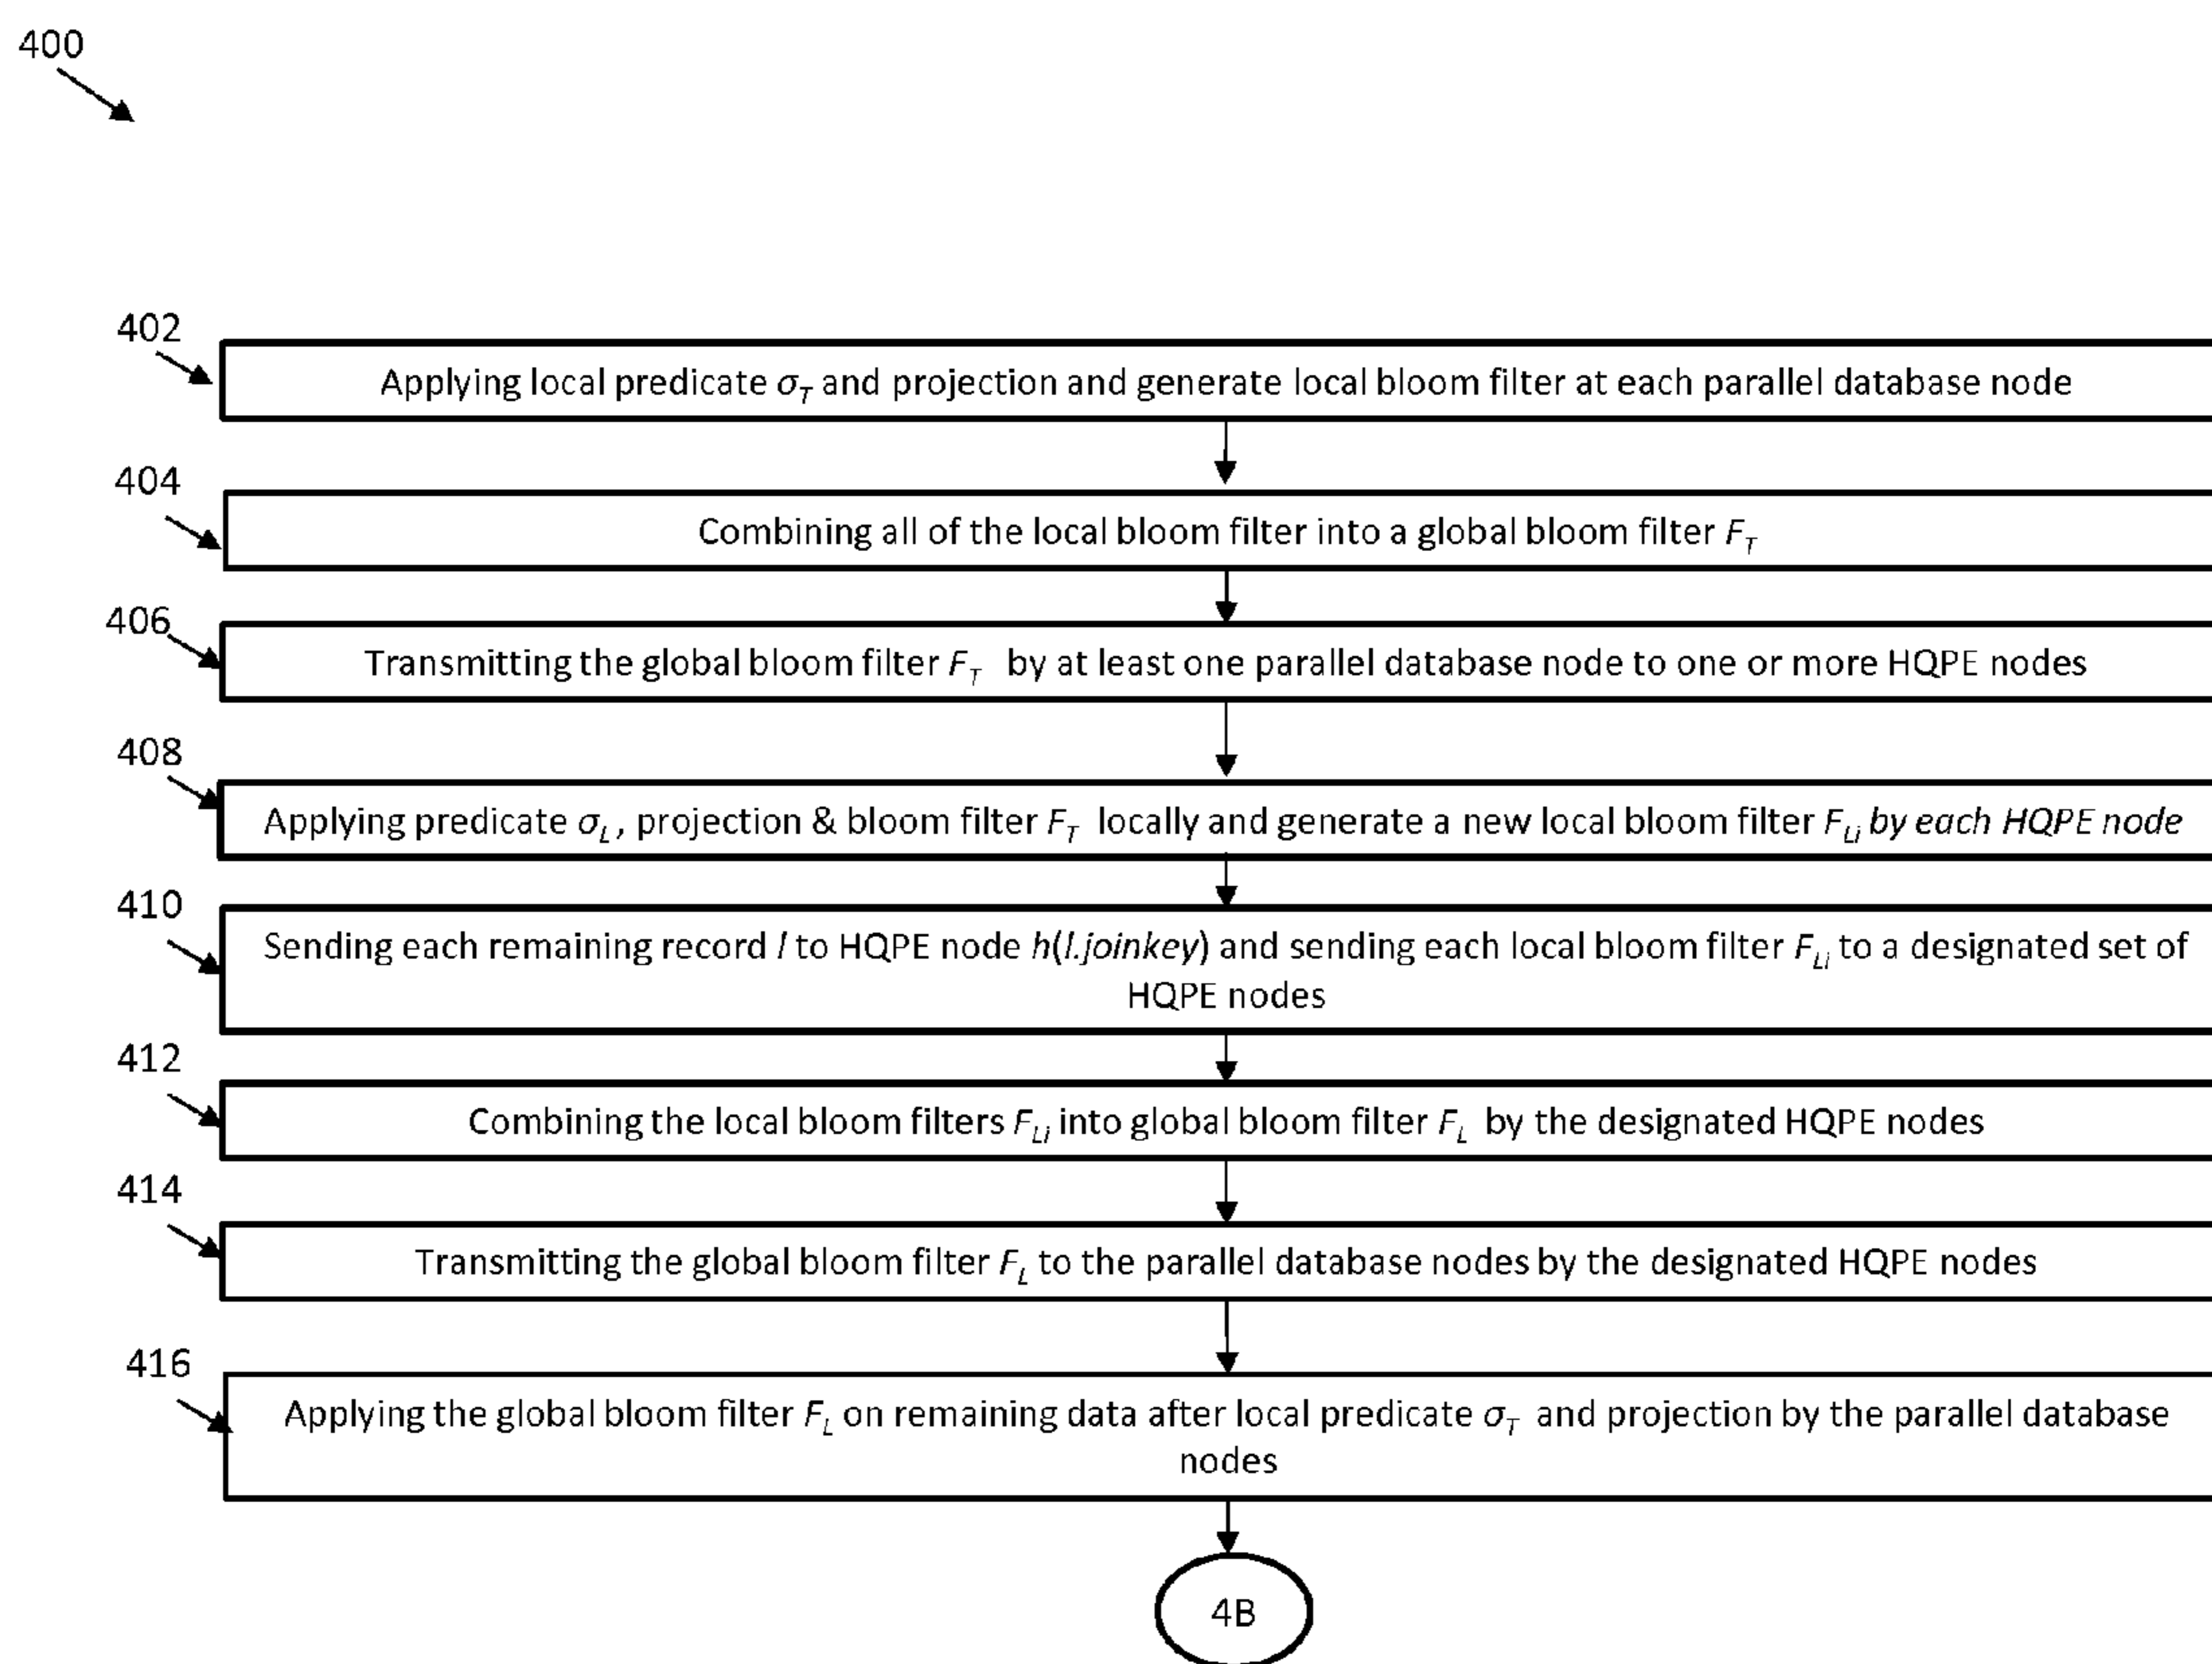 400
402
Applying local predicate σT and projection and generate local bloom filter at each parallel database node
404
Combining all of the local bloom filter into a global bloom filter FT
406
Transmitting the global bloom filter FT by at least one parallel database node to one or more HQPE nodes
408
Applying predicate σL, projection & bloom filter FT locally and generate a new local bloom filter FLi by each HQPE node
410
Sending each remaining record l to HQPE node h(l.joinkey) and sending each local bloom filter FLi to a designated set of
HQPE nodes
412
Combining the local bloom filters FLi into global bloom filter FL by the designated HQPE nodes
414
Transmitting the global bloom filter FL to the parallel database nodes by the designated HQPE nodes
416
Applying the global bloom filter FL on remaining data after local predicate σT and projection by the parallel database
nodes
4B